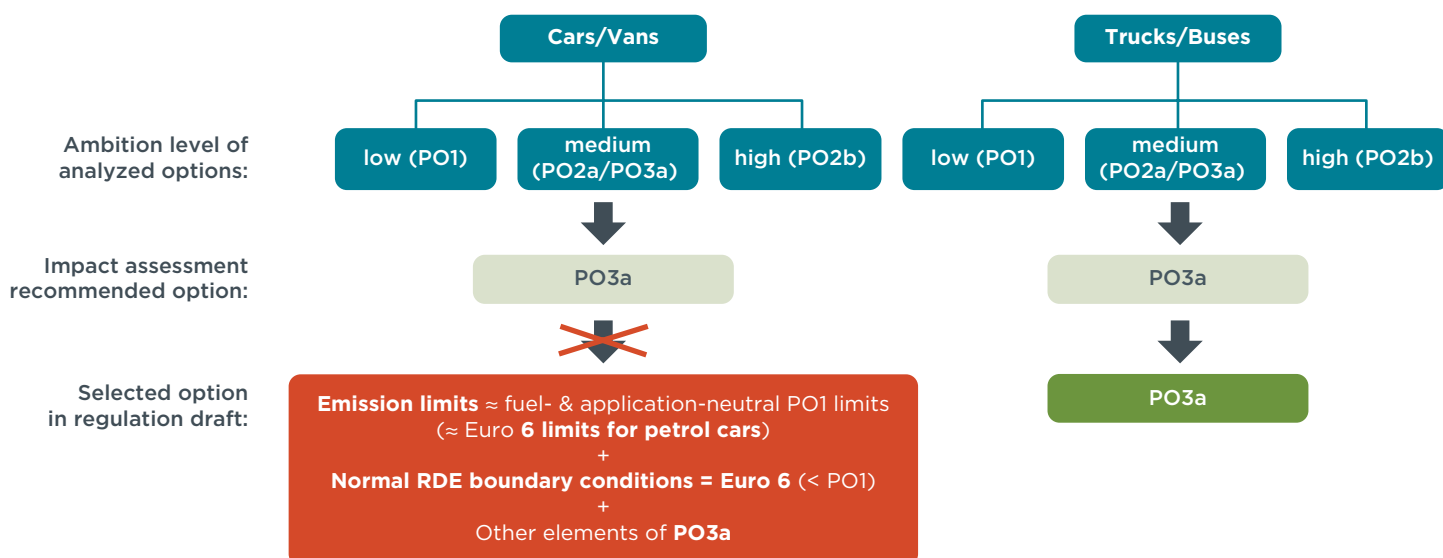 Cars/Vans
Trucks/Buses
Ambition level of
analyzed options:
low (PO1)
medium
(PO2a/PO3a)
high (PO2b)
low (PO1)
medium
(PO2a/PO3a)
high (PO2b)
Impact assessment
recommended option:
PO3a
PO3a
Selected option
in regulation draft:
Emission limits ≈ fuel- & application-neutral PO1 limits
(≈ Euro 6 limits for petrol cars)
+
Normal RDE boundary conditions = Euro 6 (< PO1)
+
Other elements of PO3a
PO3a